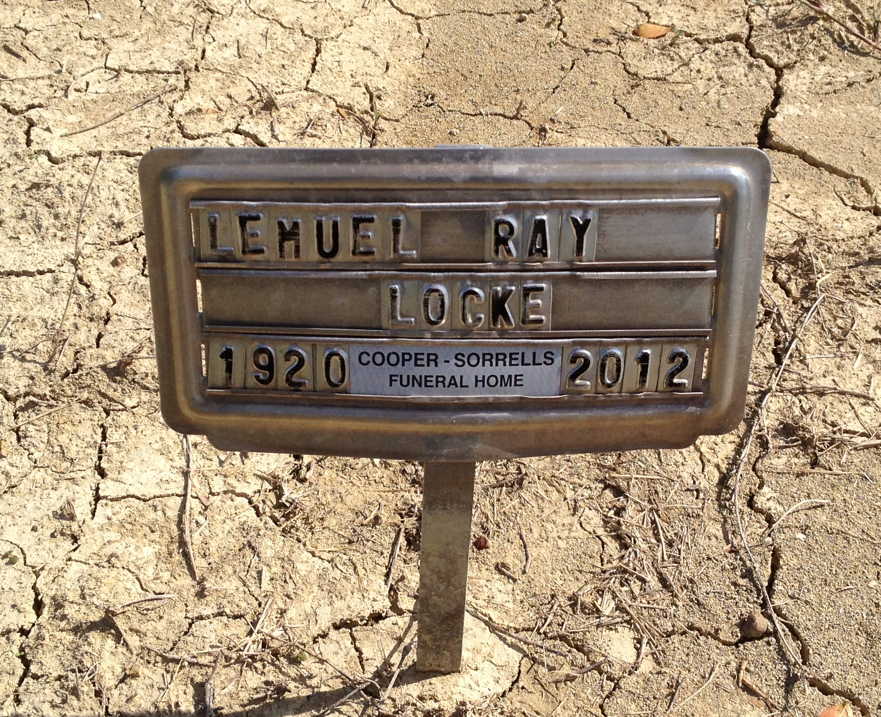 LEMUEL RAY
LOCKE
1920 COOPER-SORRELLS 2012
FUNERAL HOME